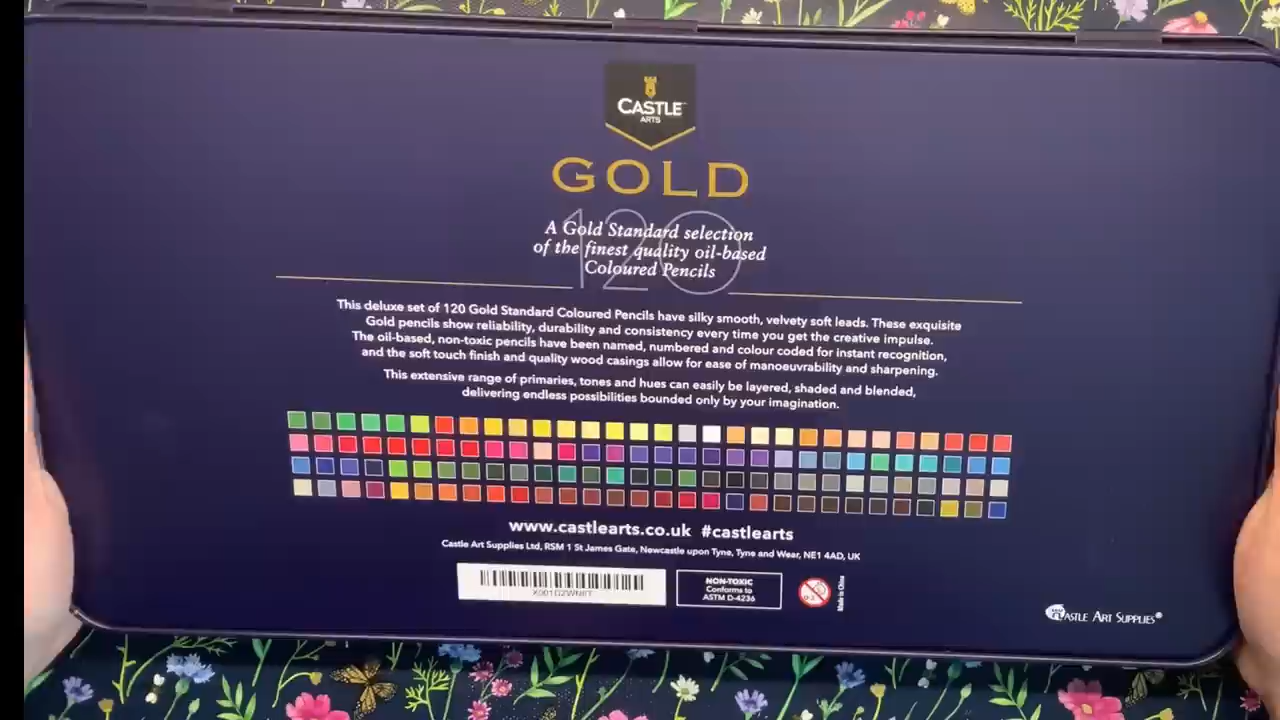 CASTLE
ARTS
GOLD
120
A Gold Standard selection
of the finest quality oil-based
Coloured Pencils
This deluxe set of 120 Gold Standard Coloured Pencils have silky smooth, velvety soft leads. These exquisite
Gold pencils show reliability, durability and consistency every time you get the creative impulse.
The oil-based, non-toxic pencils have been named, numbered and colour coded for instant recognition,
and the soft touch finish and quality wood casings allow for ease of manoeuvrability and sharpening.
This extensive range of primaries, tones and hues can easily be layered, shaded and blended,
delivering endless possibilities bounded only by your imagination.
www.castlearts.co.uk #castlearts
Castle Art Supplies Ltd, RSM 1 St James Gate, Newcastle upon Tyne, Tyne and Wear, NE1 4AD, UK
NON-TOXIC
Conforms to
ASTM D-4236
0-3
Made in China
CASTLE ART SUPPLIES®